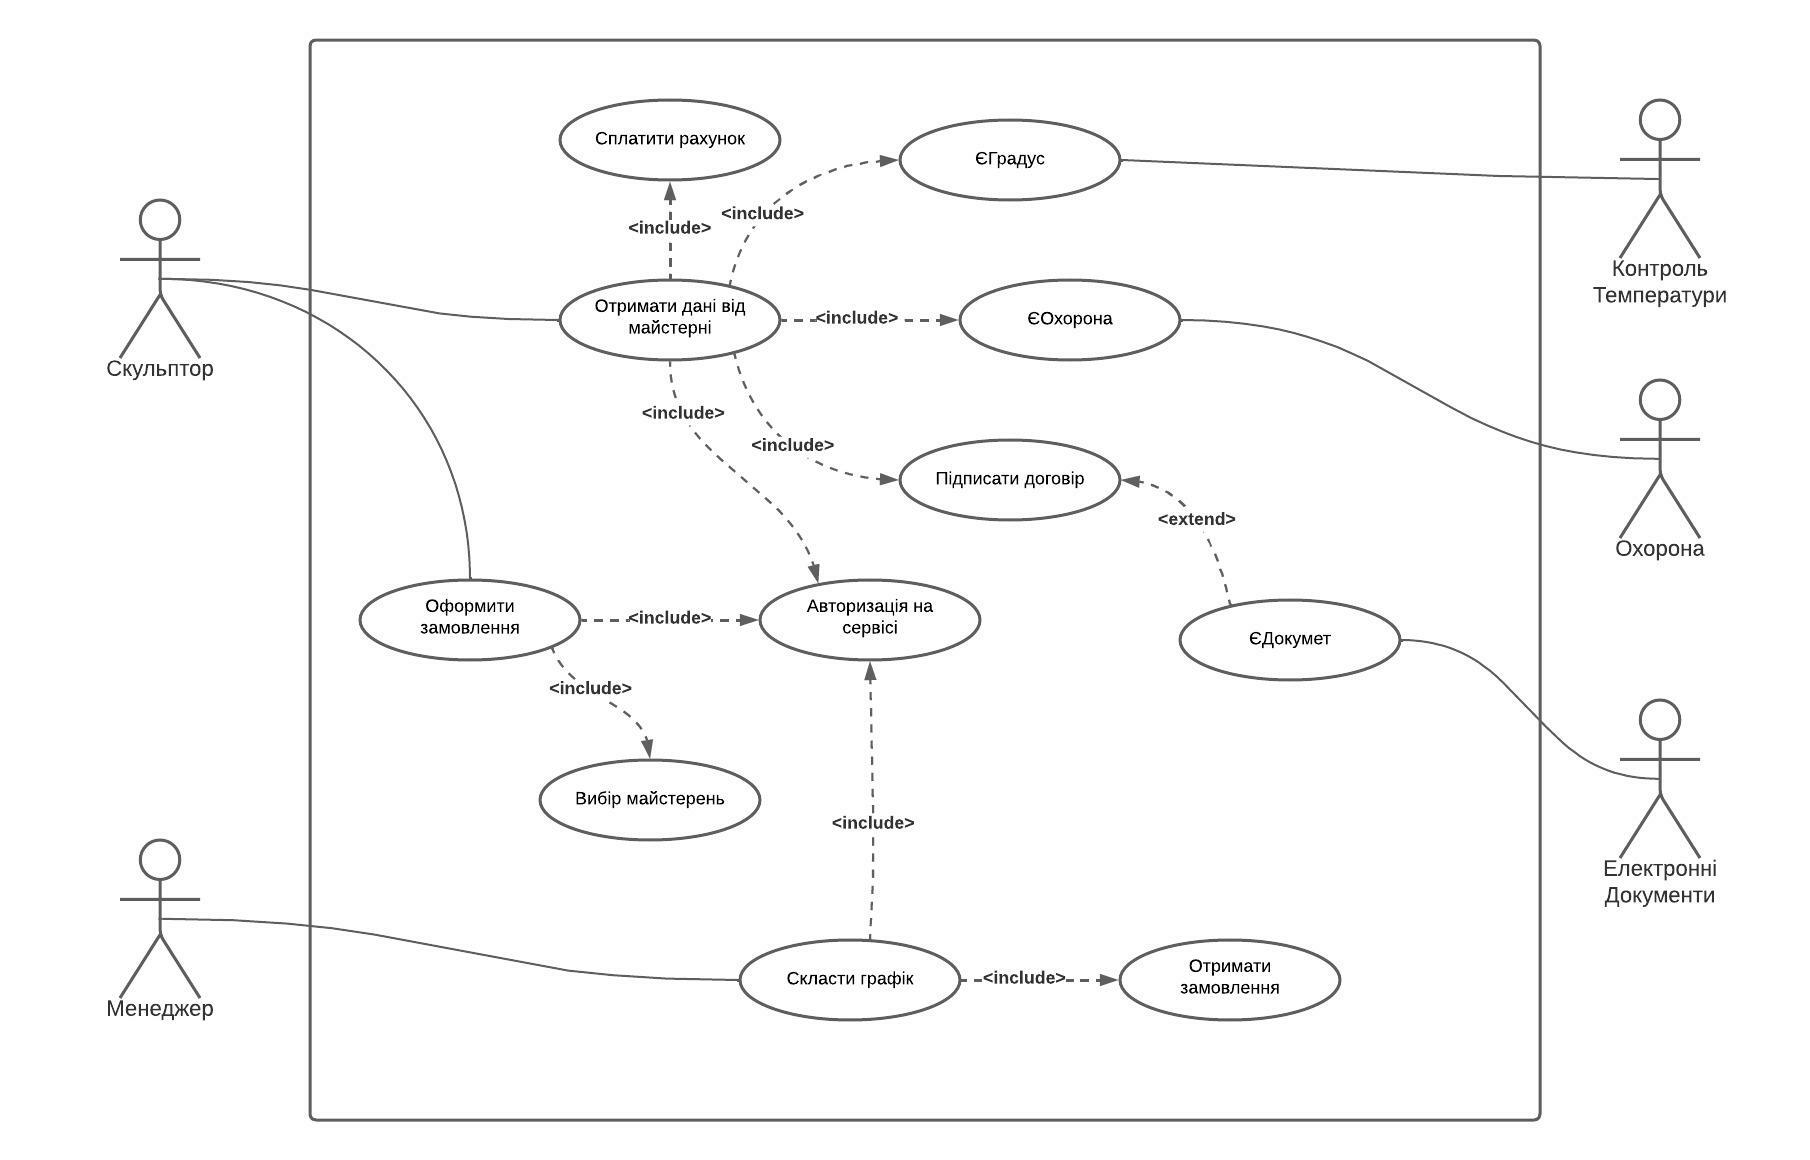 Сплатити рахунок
ЄГрадус
<include>
<include>
Контроль
Температури
Отримати дані від
майстерні
<include>
ЄОхорона
Скульптор
<include>
<include>
Підписати договір
<extend>
Охорона
Оформити
замовлення
<include>
Авторизація на
сервісі
ЄДокумет
<include>
Вибір майстерень
<include>
Електронні
Документи
Менеджер
Скласти графік
<include>
Отримати
замовлення